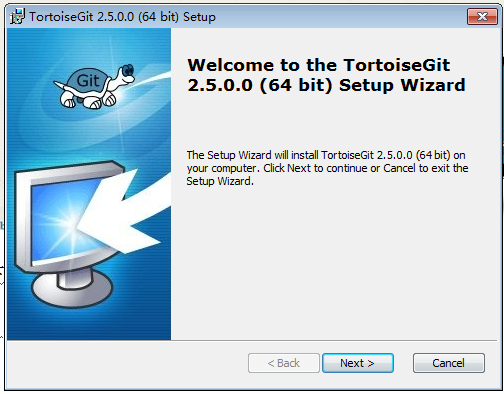 TortoiseGit 2.5.0.0 (64 bit) Setup
Git
Welcome to the TortoiseGit
2.5.0.0 (64 bit) Setup Wizard
The Setup Wizard will install TortoiseGit 2.5.0.0 (64 bit) on
your computer. Click Next to continue or Cancel to exit the
Setup Wizard.
< Back
Next >
Cancel